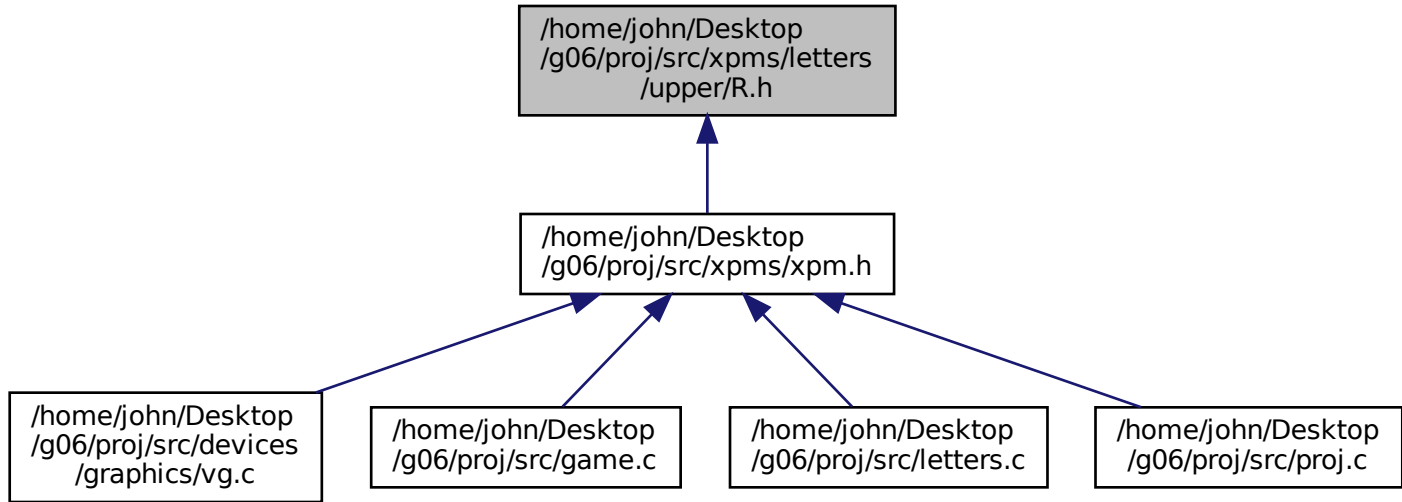 /home/john/Desktop
/g06/proj/src/xpms/letters
/upper/R.h
/home/john/Desktop
/g06/proj/src/xpms/xpm.h
/home/john/Desktop
/g06/proj/src/devices
/graphics/vg.c
/home/john/Desktop
/g06/proj/src/game.c
/home/john/Desktop
/g06/proj/src/letters.c
/home/john/Desktop
/g06/proj/src/proj.c